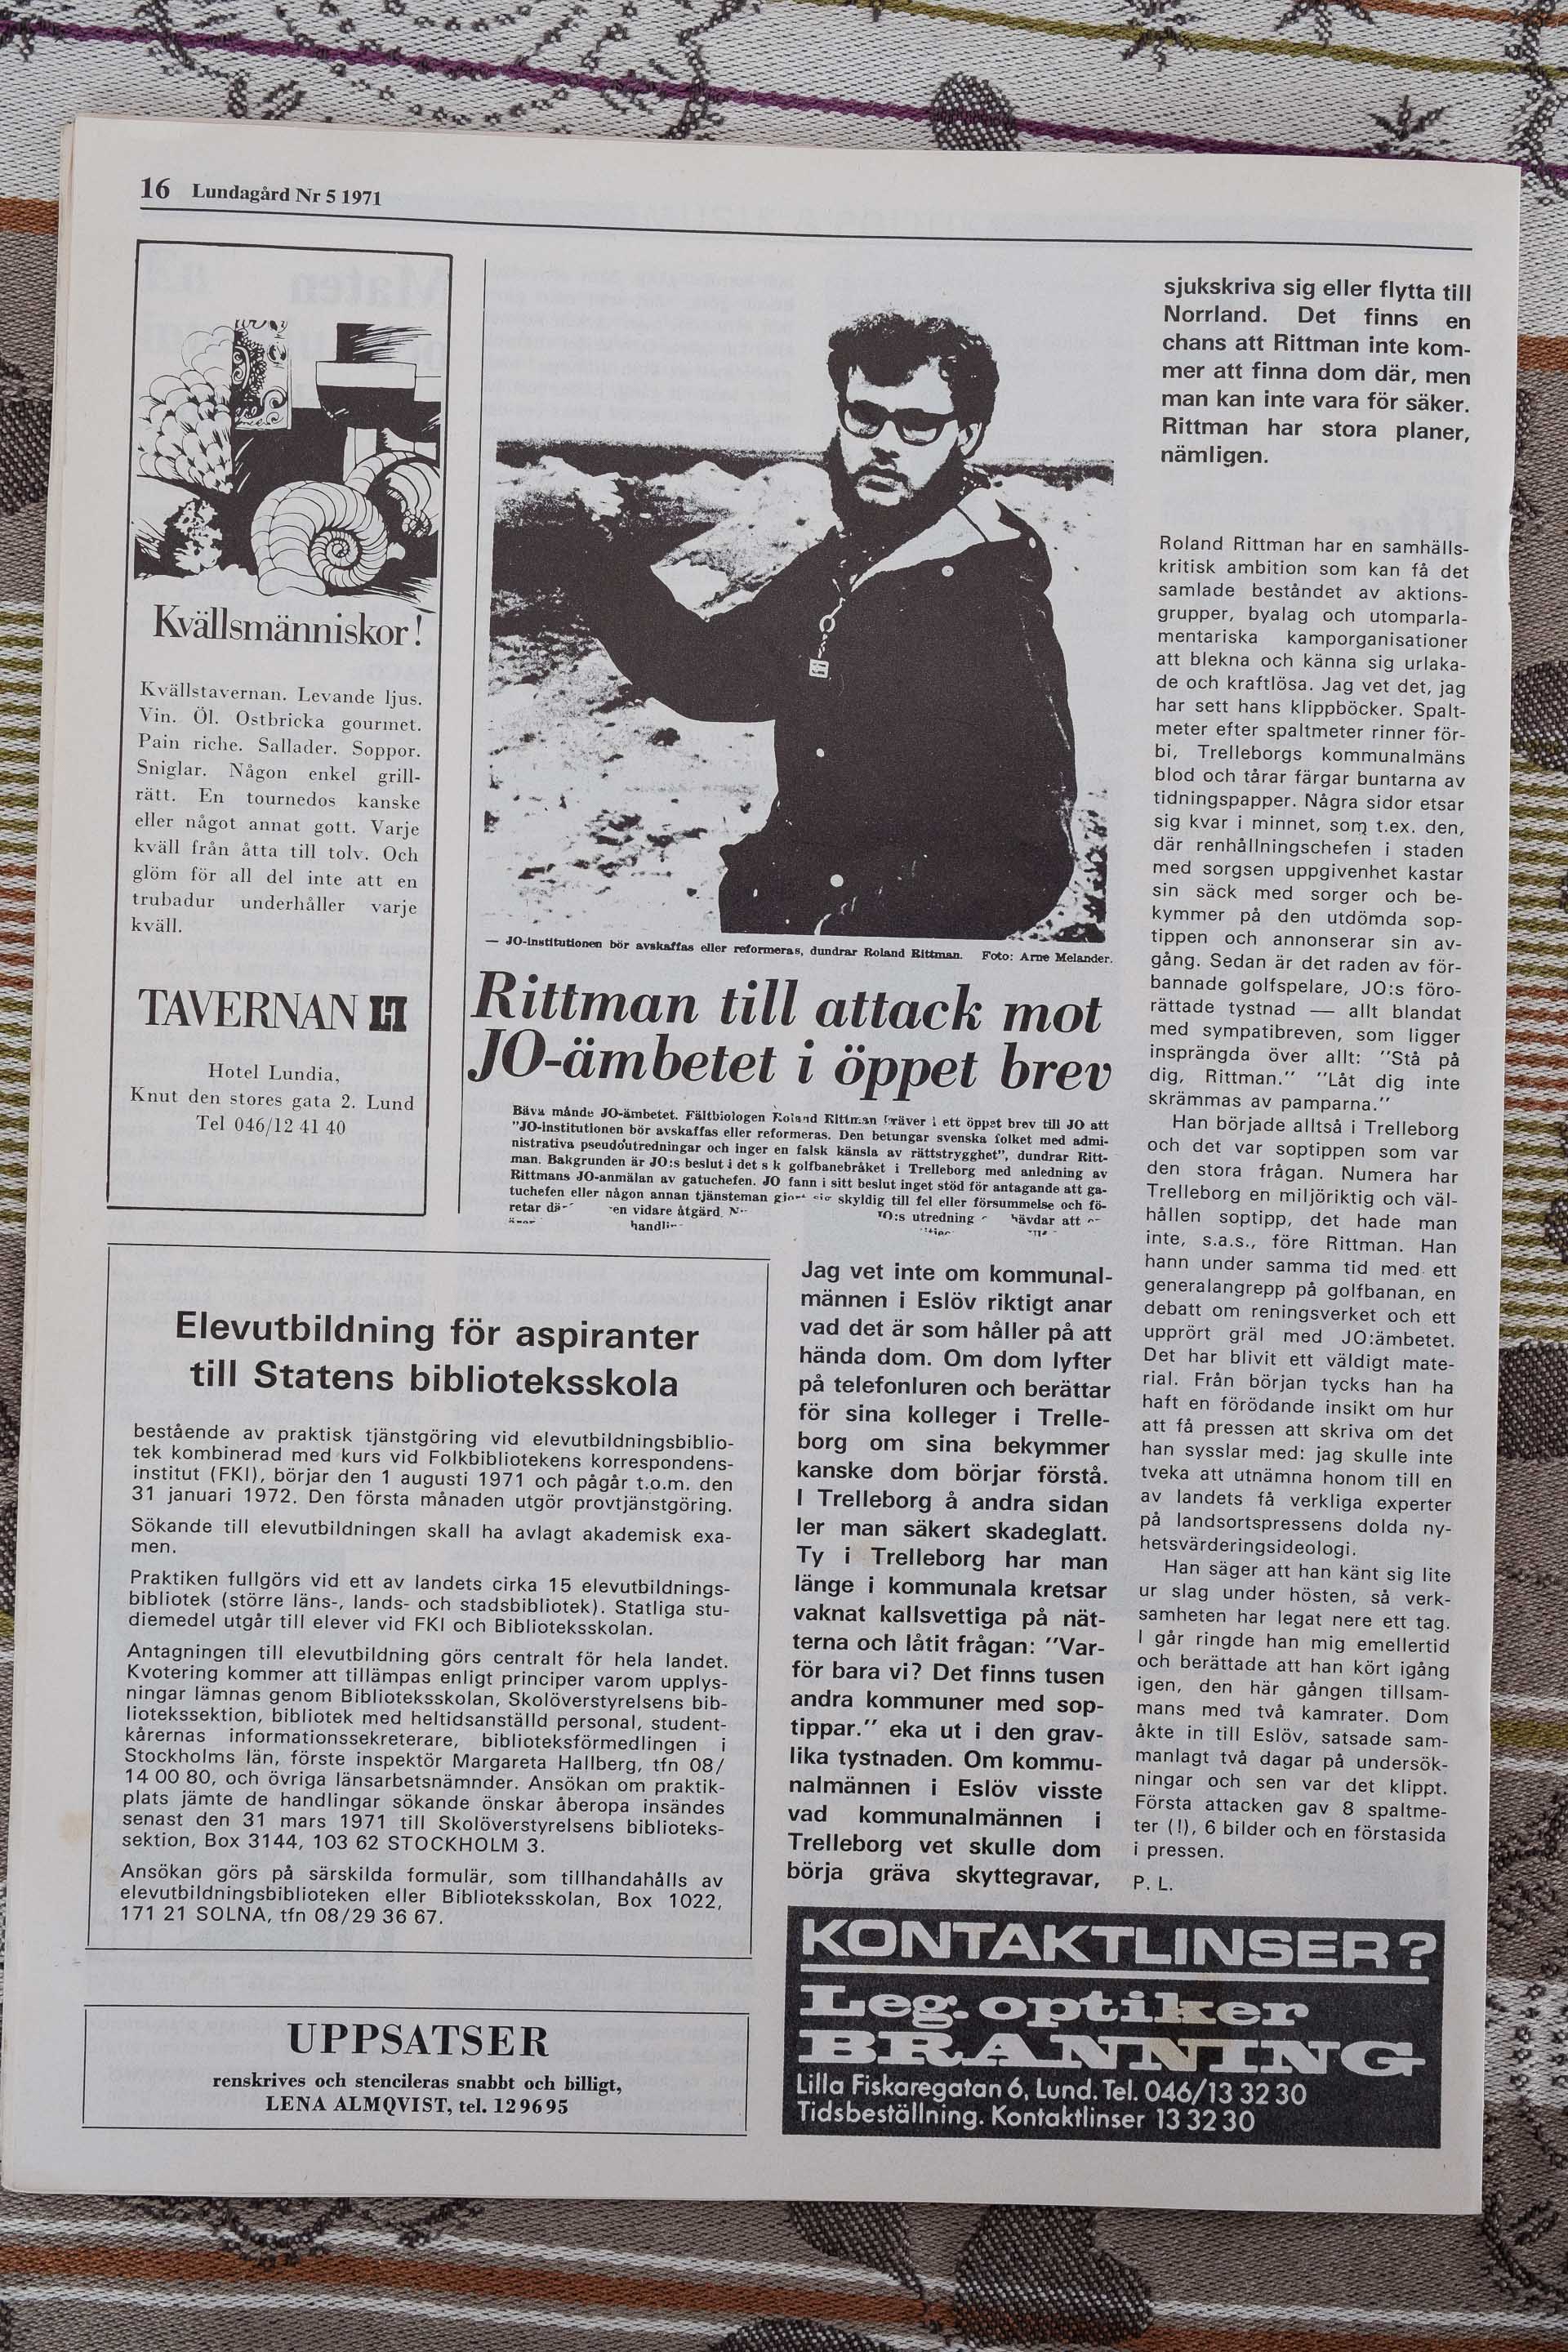 16 Lundagård Nr 5 1971
Kvällsmänniskor!
Kvällstavernan. Levande ljus.
Vin. Öl. Ostbricka gourmet.
Pain riche. Sallader. Soppor.
Sniglar. Någon enkel grill-
rätt. En tournedos kanske
eller något annat gott. Varje
kväll från åtta till tolv. Och
glöm för all del inte att en
trubadur underhåller varje
kväll.
TAVERNAN
Hotel Lundia,
Knut den stores gata 2. Lund
Tel 046/12 41 40
— JO-institutionen bör avskaffas eller reformeras, dundrar Roland Rittman. Foto: Arne Melander.
Rittman till attack mot
JO-ämbetet i öppet brev
Bäva månde JO-ämbetet. Fältbiologen Roland Rittman kräver i ett öppet brev till JO att
"JO-institutionen bör avskaffas eller reformeras. Den betungar svenska folket med admi-
nistrativa pseudoutredningar och inger en falsk känsla av rättstrygghet", dundrar Ritt-
man. Bakgrunden är JO:s beslut i det s k golfbanebråket i Trelleborg med anledning av
Rittmans JO-anmälan av gatuchefen. JO fann i sitt beslut inget stöd för antagande att ga-
tuchefen eller någon annan tjänsteman gjort sig skyldig till fel eller försummelse och fö-
retar vidare åtgärd. JO:s utredning hävdar att
handli
Jag vet inte om kommunal-
männen i Eslöv riktigt anar
vad det är som håller på att
hända dom. Om dom lyfter
på telefonluren och berättar
för sina kolleger i Trelle-
borg om sina bekymmer
kanske dom börjar förstå.
I Trelleborg å andra sidan
ler man säkert skadeglatt.
Ty i Trelleborg har man
länge i kommunala kretsar
vaknat kallsvettiga på nät-
terna och låtit frågan: "Var-
för bara vi? Det finns tusen
andra kommuner med sop-
tippar." eka ut i den grav-
lika tystnaden. Om kommu-
nalmännen i Eslöv visste
vad kommunalmännen i
Trelleborg vet skulle dom
börja gräva skyttegravar,
sjukskriva sig eller flytta till
Norrland. Det finns en
chans att Rittman inte kom-
mer att finna dom där, men
man kan inte vara för säker.
Rittman har stora planer,
nämligen.
Roland Rittman har en samhälls-
kritisk ambition som kan få det
samlade beståndet av aktions-
grupper, byalag och utomparla-
mentariska kamporganisationer
att blekna och känna sig urlaka-
de och kraftlösa. Jag vet det, jag
har sett hans klippböcker. Spalt-
meter efter spaltmeter rinner för-
bi, Trelleborgs kommunalmäns
blod och tårar färgar buntarna av
tidningspapper. Några sidor etsar
sig kvar i minnet, som t.ex. den,
där renhållningschefen i staden
med sorgsen uppgivenhet kastar
sin säck med sorger och be-
kymmer på den utdömda sop-
tippen och annonserar sin av-
gång. Sedan är det raden av för-
bannade golfspelare, JO:s föro-
rättade tystnad — allt blandat
med sympatibreven, som ligger
insprängda över allt: "Stå på
dig, Rittman." "Låt dig inte
skrämmas av pamparna."
Han började alltså i Trelleborg
och det var soptippen som var
den stora frågan. Numera har
Trelleborg en miljöriktig och väl-
hållen soptipp, det hade man
inte, s.a.s., före Rittman. Han
hann under samma tid med ett
generalangrepp på golfbanan, en
debatt om reningsverket och ett
upprört gräl med JO:ämbetet.
Det har blivit ett väldigt mate-
rial. Från början tycks han ha
haft en förödande insikt om hur
att få pressen att skriva om det
han sysslar med: jag skulle inte
tveka att utnämna honom till en
av landets få verkliga experter
på landsortspressens dolda ny-
hetsvärderingsideologi.
Han säger att han känt sig lite
ur slag under hösten, så verk-
samheten har legat nere ett tag.
I går ringde han mig emellertid
och berättade att han kört igång
igen, den här gången tillsam-
mans med två kamrater. Dom
åkte in till Eslöv, satsade sam-
manlagt två dagar på undersök-
ningar och sen var det klippt.
Första attacken gav 8 spaltme-
ter (!), 6 bilder och en förstasida
i pressen.
P. L.
Elevutbildning för aspiranter
till Statens biblioteksskola
bestående av praktisk tjänstgöring vid elevutbildningsbiblio-
tek kombinerad med kurs vid Folkbibliotekens korrespondens-
institut (FKI), börjar den 1 augusti 1971 och pågår t.o.m. den
31 januari 1972. Den första månaden utgör provtjänstgöring.
Sökande till elevutbildningen skall ha avlagt akademisk exa-
men.
Praktiken fullgörs vid ett av landets cirka 15 elevutbildnings-
bibliotek (större läns-, lands- och stadsbibliotek). Statliga stu-
diemedel utgår till elever vid FKI och Biblioteksskolan.
Antagningen till elevutbildning görs centralt för hela landet.
Kvotering kommer att tillämpas enligt principer varom upplys-
ningar lämnas genom Biblioteksskolan, Skolöverstyrelsens bib-
liotekssektion, bibliotek med heltidsanställd personal, student-
kårernas informationssekreterare, biblioteksförmedlingen i
Stockholms län, förste inspektör Margareta Hallberg, tfn 08/
14 00 80, och övriga länsarbetsnämnder. Ansökan om praktik-
plats jämte de handlingar sökande önskar åberopa insändes
senast den 31 mars 1971 till Skolöverstyrelsens biblioteks-
sektion, Box 3144, 103 62 STOCKHOLM 3.
Ansökan görs på särskilda formulär, som tillhandahålls av
elevutbildningsbiblioteken eller Biblioteksskolan, Box 1022,
171 21 SOLNA, tfn 08/29 36 67.
UPPSATSER
renskrives och stencileras snabbt och billigt,
LENA ALMQVIST, tel. 12 96 95
KONTAKTLINSER?
Leg. optiker
BRANNING
Lilla Fiskaregatan 6, Lund. Tel. 046/13 32 30
Tidsbeställning. Kontaktlinser 13 32 30